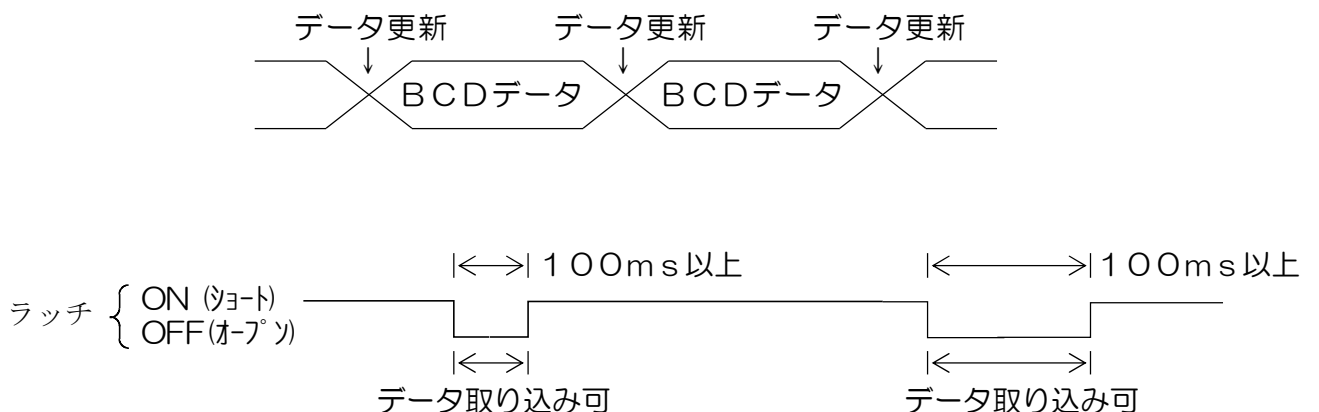 データ更新 データ更新 データ更新
BCDデータ BCDデータ
100ms以上 100ms以上
ラッチ { ON (ショート)
OFF(オープン)
データ取り込み可 データ取り込み可